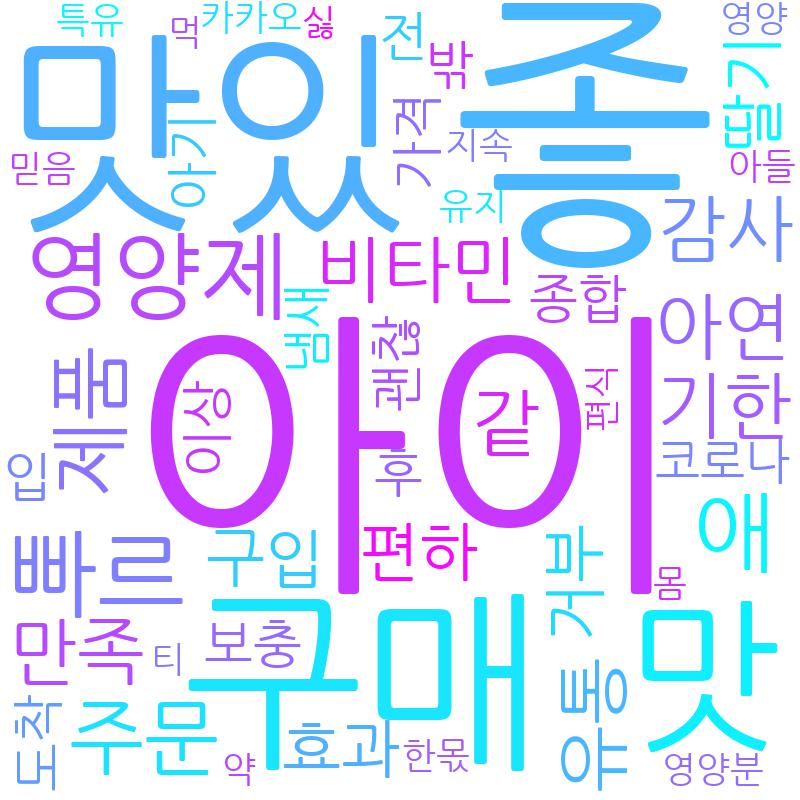 특유
먹
카카오
싫
전
밖
좋
영양
딸기
맛있
아기
가격
지속
아들
믿음
유지
감사
영양제
비타민
냄새
종합
아연
제품
이상
아이
괜찮
같
편식
기한
입
후
코로나
애
빠르
구입
편하
거부
몸
만족
티
보충
구매
맛
도착
주문
약
효과
한몫
유통
영양분